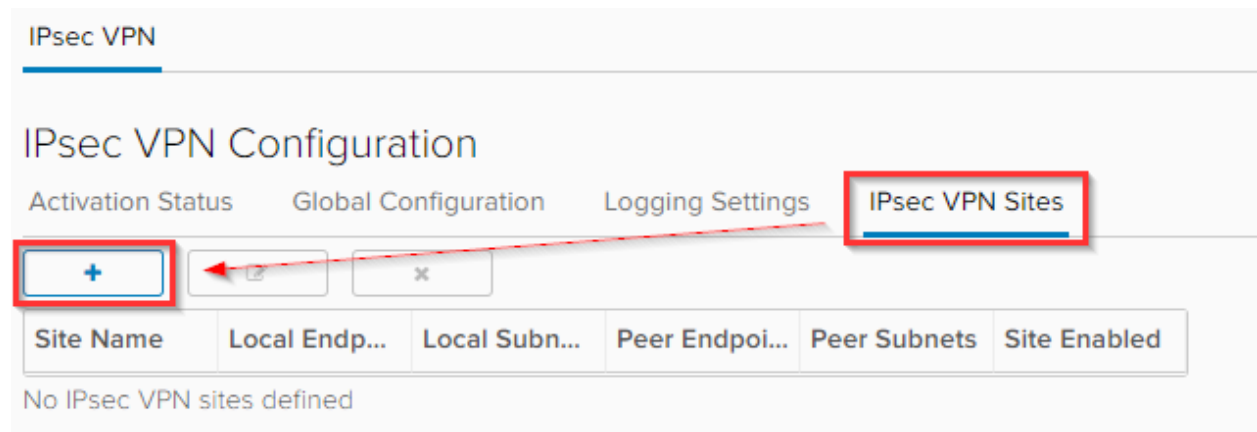 IPsec VPN
IPsec VPN Configuration
Activation Status Global Configuration Logging Settings IPsec VPN Sites
+
Site Name Local Endp... Local Subn... Peer Endpoi... Peer Subnets Site Enabled
No IPsec VPN sites defined